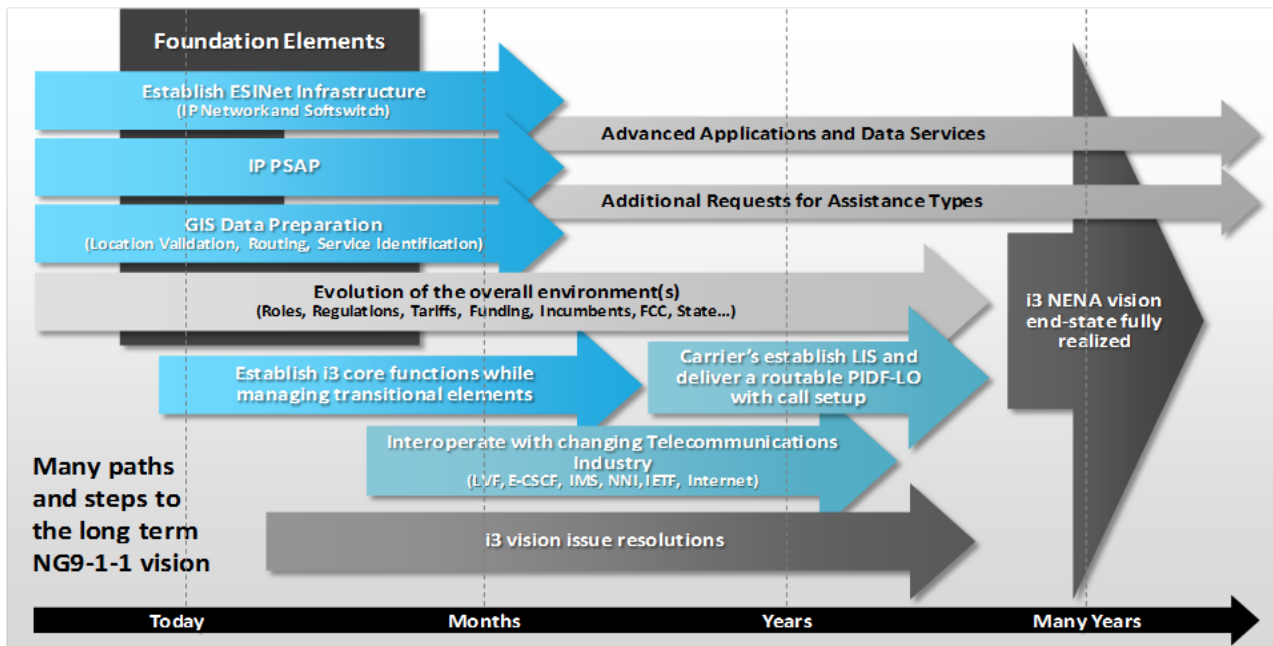 Foundation Elements
Establish ESINet Infrastructure
(IP Network and Softswitch)
Advanced Applications and Data Services
IP PSAP
Additional Requests for Assistance Types
GIS Data Preparation
(Location Validation, Routing, Service Identification)
Evolution of the overall environment(s)
(Roles, Regulations, Tariffs, Funding, Incumbents, FCC, State...)
i3 NENA vision
end-state fully
realized
Establish i3 core functions while
managing transitional elements
Carrier's establish LIS and
deliver a routable PIDF-LO
with call setup
Interoperate with changing Telecommunications
Industry
(LVF, E-CSCF, IMS, NNI, IETF, Internet)
Many paths
and steps to
the long term
NG9-1-1 vision
i3 vision issue resolutions
Today
Months
Years
Many Years